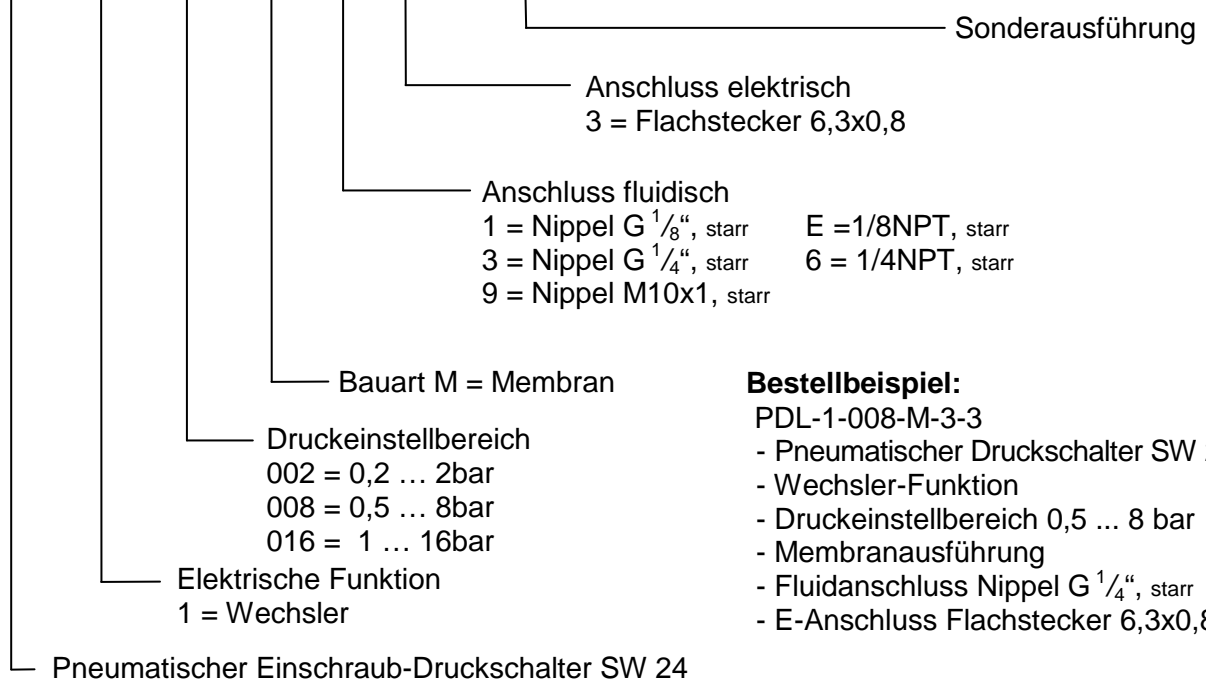 Sonderausführung
Anschluss elektrisch
3 = Flachstecker 6,3x0,8
Anschluss fluidisch
1 = Nippel G 1/8“, starr E =1/8NPT, starr
3 = Nippel G 1/4“, starr 6 = 1/4NPT, starr
9 = Nippel M10x1, starr
Bauart M = Membran
Druckeinstellbereich
002 = 0,2 … 2bar
008 = 0,5 … 8bar
016 = 1 … 16bar
Elektrische Funktion
1 = Wechsler
Pneumatischer Einschraub-Druckschalter SW 24
Bestellbeispiel:
PDL-1-008-M-3-3
- Pneumatischer Druckschalter SW
- Wechsler-Funktion
- Druckeinstellbereich 0,5 ... 8 bar
- Membranausführung
- Fluidanschluss Nippel G 1/4“, starr
- E-Anschluss Flachstecker 6,3x0,8